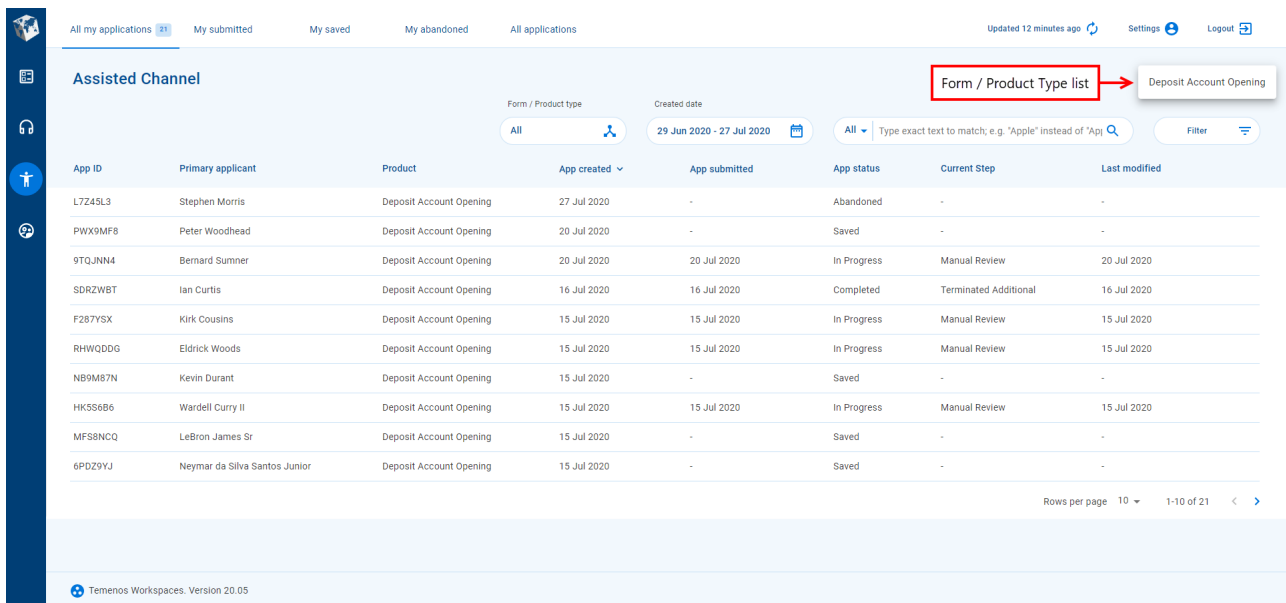 All my applications 21 My submitted My saved My abandoned All applications Updated 12 minutes ago Settings Logout
Assisted Channel Form / Product Type list Deposit Account Opening
Form / Product type Created date
All 29 Jun 2020 - 27 Jul 2020 All Type exact text to match; e.g. "Apple" instead of "App Filter
App ID Primary applicant Product App created App submitted App status Current Step Last modified
L7Z45L3 Stephen Morris Deposit Account Opening 27 Jul 2020 - Abandoned - -
PWX9MF8 Peter Woodhead Deposit Account Opening 20 Jul 2020 - Saved - -
9TQJNN4 Bernard Sumner Deposit Account Opening 20 Jul 2020 20 Jul 2020 In Progress Manual Review 20 Jul 2020
SDRZWBT Ian Curtis Deposit Account Opening 16 Jul 2020 16 Jul 2020 Completed Terminated Additional 16 Jul 2020
F287YSX Kirk Cousins Deposit Account Opening 15 Jul 2020 15 Jul 2020 In Progress Manual Review 15 Jul 2020
RHWQDDG Eldrick Woods Deposit Account Opening 15 Jul 2020 15 Jul 2020 In Progress Manual Review 15 Jul 2020
NB9M87N Kevin Durant Deposit Account Opening 15 Jul 2020 - Saved - -
HK5S6B6 Wardell Curry II Deposit Account Opening 15 Jul 2020 15 Jul 2020 In Progress Manual Review 15 Jul 2020
MFS8NCQ LeBron James Sr Deposit Account Opening 15 Jul 2020 - Saved - -
6PDZ9YJ Neymar da Silva Santos Junior Deposit Account Opening 15 Jul 2020 - Saved - -
Rows per page 10 1-10 of 21
Temenos Workspaces. Version 20.05